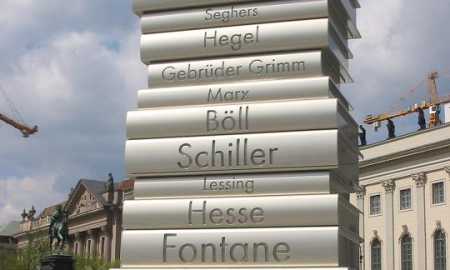 Seghers
Hegel
Gebrüder Grimm
Marx
Böll
Schiller
Lessing
Hesse
Fontane